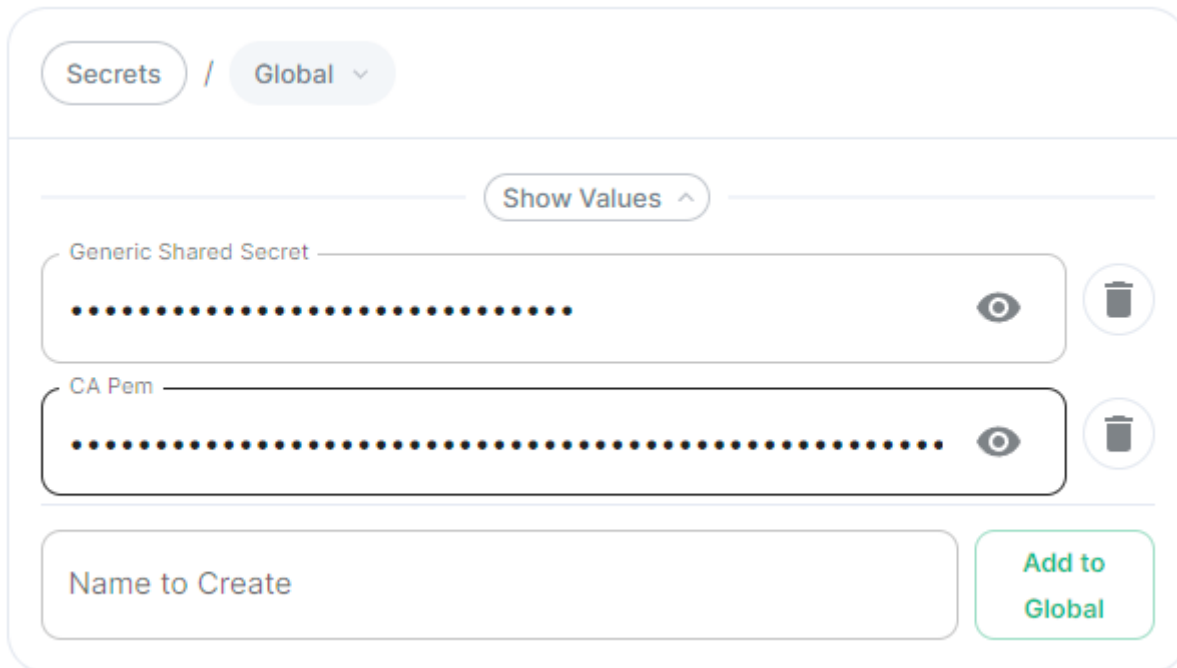 Secrets / Global
Show Values
Generic Shared Secret
••••••••••••••••••••••••••••••
CA Pem
••••••••••••••••••••••••••••••••••••••••••••••••••••
Name to Create
Add to
Global